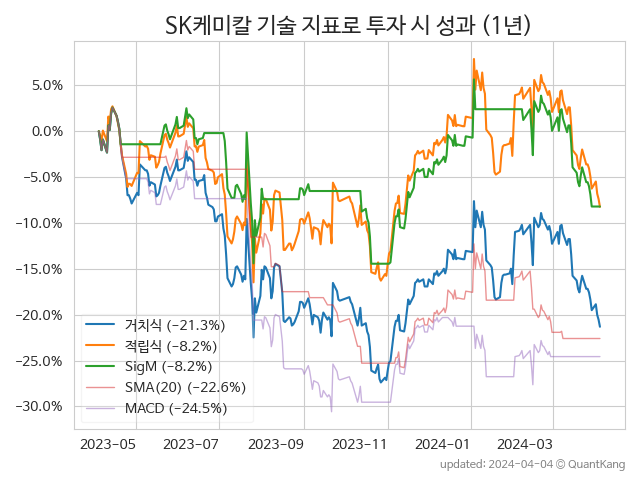 SK케미칼 기술 지표로 투자 시 성과 (1년)
5.0%
0.0%
−5.0%
−10.0%
−15.0%
−20.0%
−25.0%
−30.0%
거치식 (−21.3%)
적립식 (−8.2%)
SigM (−8.2%)
SMA(20) (−22.6%)
MACD (−24.5%)
2023-05 2023-07 2023-09 2023-11 2024-01 2024-03
updated: 2024-04-04 © QuantKang